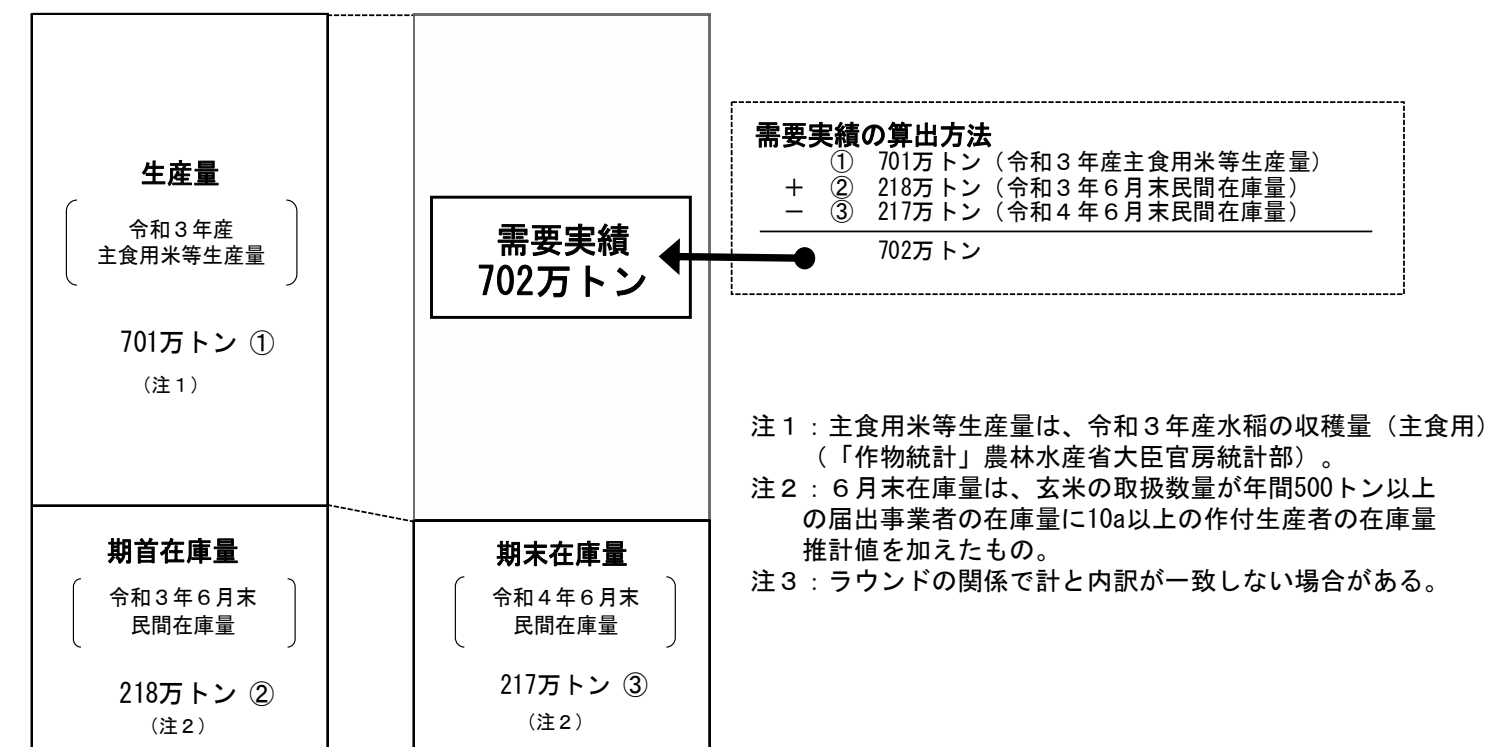 生産量
令和３年産
主食用米等生産量
701万トン ①
（注１）
期首在庫量
令和３年６月末
民間在庫量
218万トン ②
（注２）
需要実績
702万トン
期末在庫量
令和４年６月末
民間在庫量
217万トン ③
（注２）
需要実績の算出方法
① 701万トン（令和３年産主食用米等生産量）
＋ ② 218万トン（令和３年６月末民間在庫量）
－ ③ 217万トン（令和４年６月末民間在庫量）
702万トン
注１：主食用米等生産量は、令和３年産水稲の収穫量（主食用）
（「作物統計」農林水産省大臣官房統計部）。
注２：６月末在庫量は、玄米の取扱数量が年間500トン以上
の届出事業者の在庫量に10a以上の作付生産者の在庫量
推計値を加えたもの。
注３：ラウンドの関係で計と内訳が一致しない場合がある。